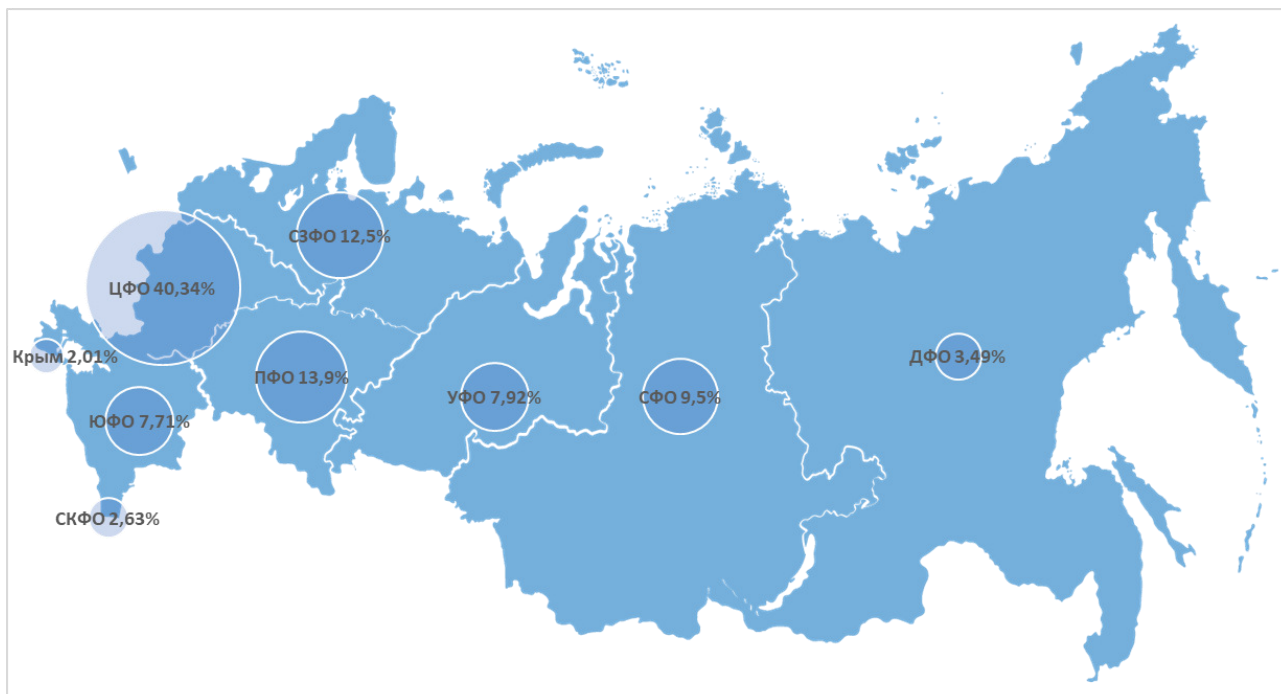 СЗФО 12,5%
ЦФО 40,34%
Крым 2,01%
ДФО 3,49%
ПФО 13,9%
УФО 7,92%
СФО 9,5%
ЮФО 7,71%
СКФО 2,63%